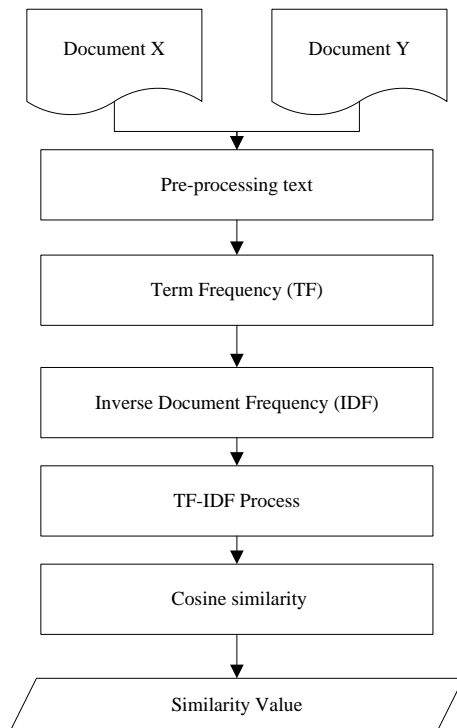 Document X
Document Y
Pre-processing text
Term Frequency (TF)
Inverse Document Frequency (IDF)
TF-IDF Process
Cosine similarity
Similarity Value